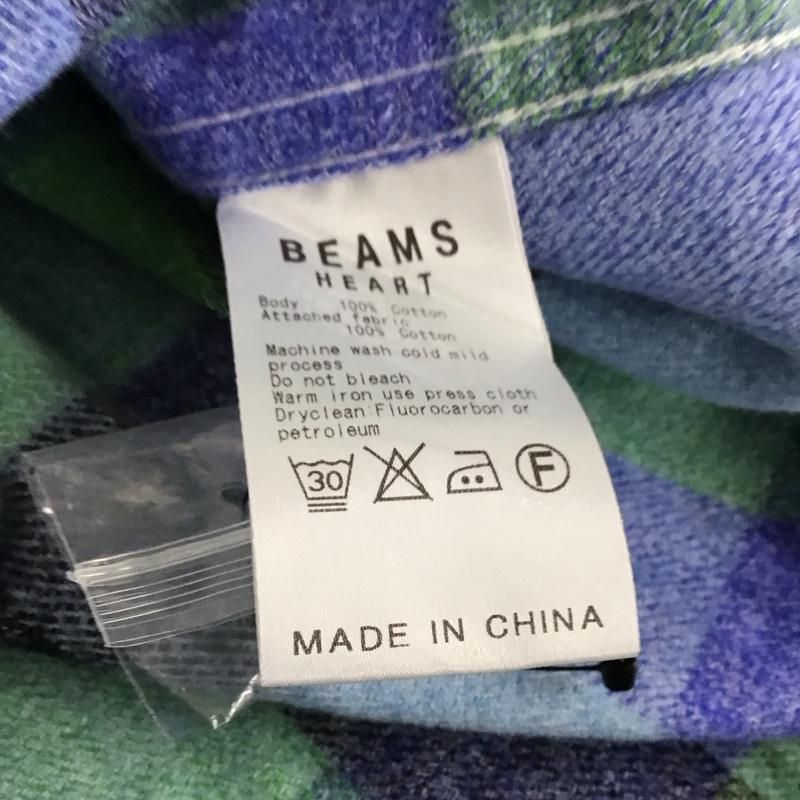 BEAMS
HEART
Body 100% Cotton
Attached fabric
100% Cotton
Machine wash cold mild
process
Do not bleach
Warm iron use press cloth
Dryclean:Fluorocarbon or
petroleum
30 F
MADE IN CHINA